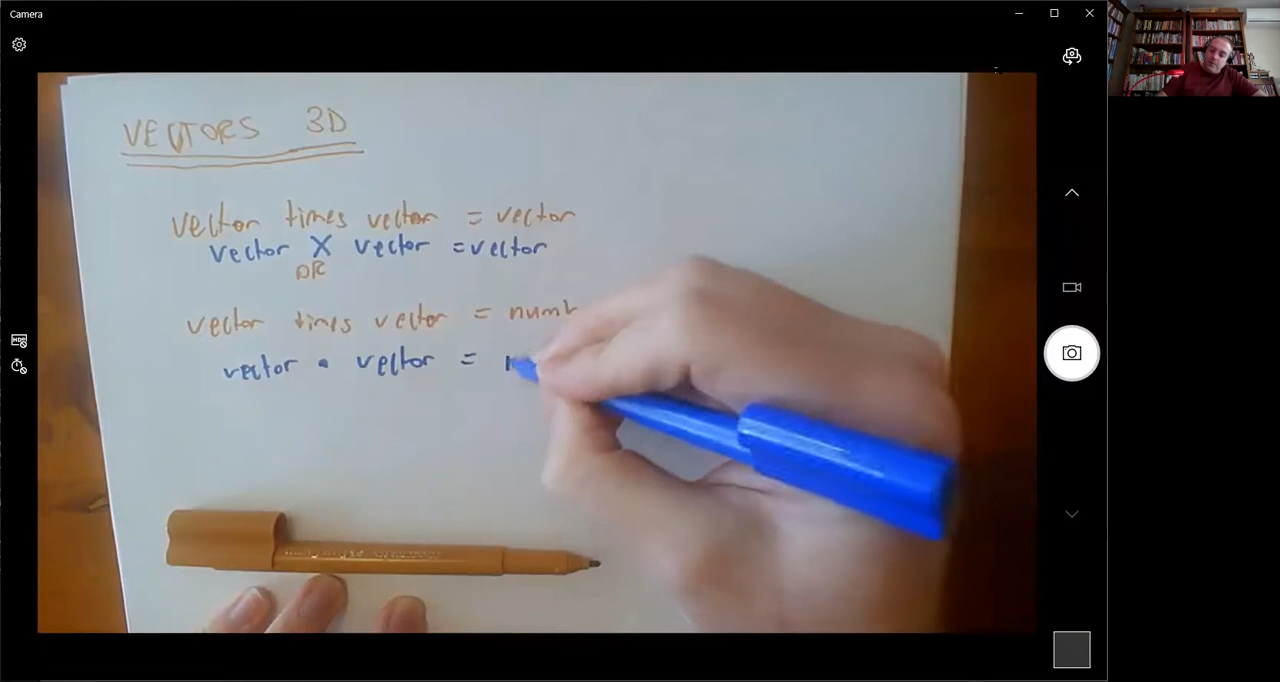 Camera
VECTORS 3D
vector times vector = vector
vector X vector = vector
OR
vector times vector = numb
vector • vector =